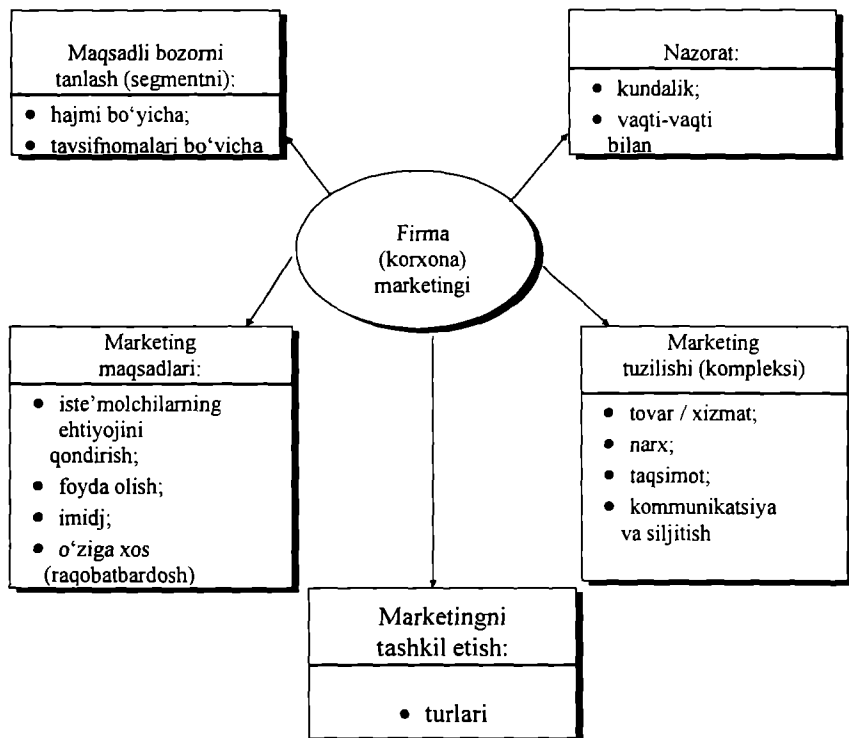 Maqsadli bozorni
tanlash (segmentni):
• hajmi bo‘yicha;
• tavsifnomalari bo‘vicha
Nazorat:
• kundalik;
• vaqti-vaqti
bilan
Firma
(korxona)
marketingi
Marketing
maqsadlari:
• iste’molchilarning
ehtiyojini
qondirish;
• foyda olish;
• imidj;
• o‘ziga xos
(raqobatbardosh)
Marketing
tuzilishi (kompleksi)
• tovar / xizmat;
• narx;
• taqsimot;
• kommunikatsiya
va siljitish
Marketingni
tashkil etish:
• turlari